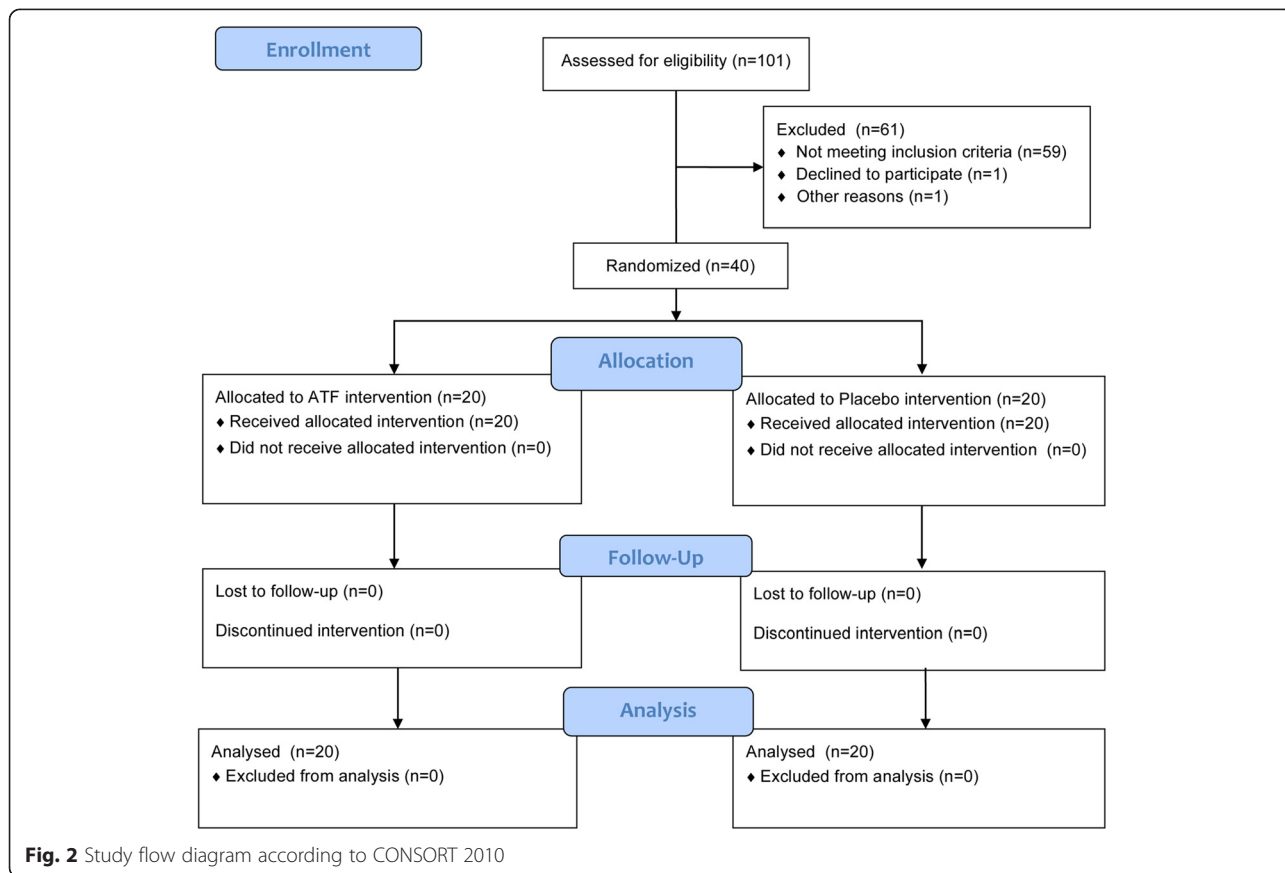 Enrollment
Assessed for eligibility (n=101)
Excluded (n=61)
♦ Not meeting inclusion criteria (n=59)
♦ Declined to participate (n=1)
♦ Other reasons (n=1)
Randomized (n=40)
Allocation
Allocated to ATF intervention (n=20)
♦ Received allocated intervention (n=20)
♦ Did not receive allocated intervention (n=0)
Allocated to Placebo intervention (n=20)
♦ Received allocated intervention (n=20)
♦ Did not receive allocated intervention (n=0)
Follow-Up
Lost to follow-up (n=0)
Discontinued intervention (n=0)
Lost to follow-up (n=0)
Discontinued intervention (n=0)
Analysis
Analysed (n=20)
♦ Excluded from analysis (n=0)
Analysed (n=20)
♦ Excluded from analysis (n=0)
Fig. 2 Study flow diagram according to CONSORT 2010